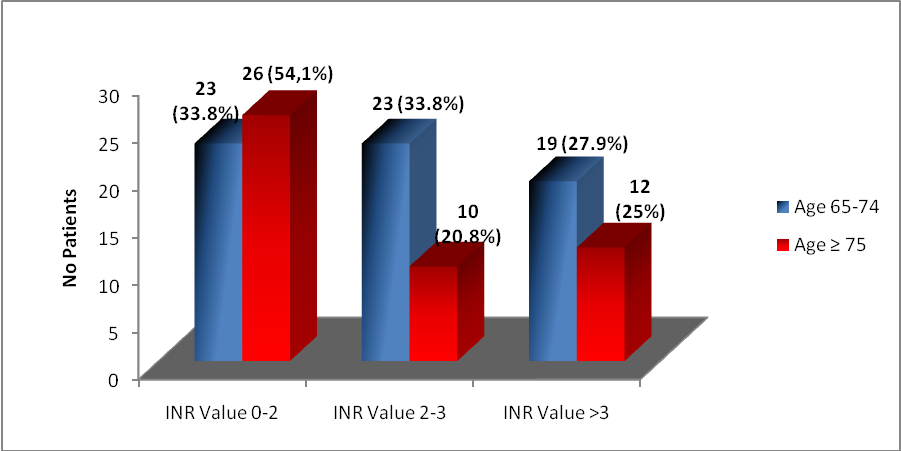 23
(33.8%)
26 (54,1%)
23 (33.8%)
10
(20.8%)
19 (27.9%)
12
(25%)
30
25
20
15
10
5
0
No Patients
INR Value 0-2
INR Value 2-3
INR Value >3
Age 65-74
Age ≥ 75